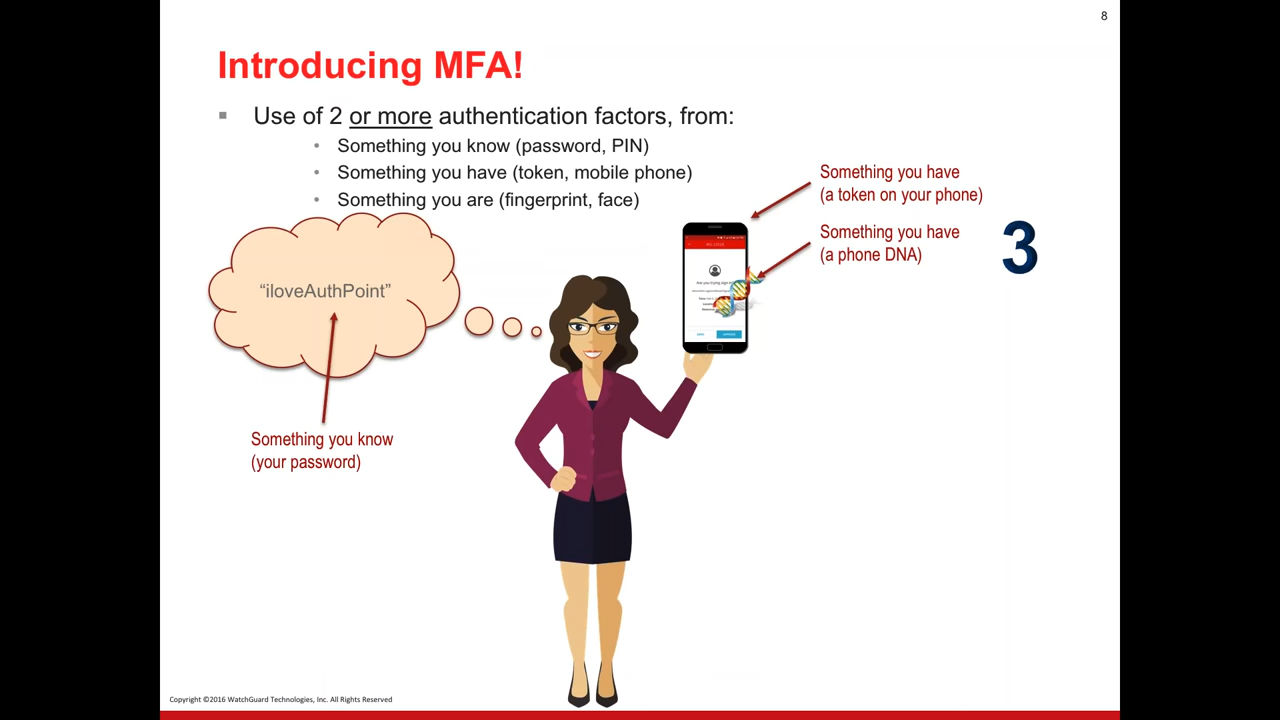 8
Introducing MFA!
Use of 2 or more authentication factors, from:
Something you know (password, PIN)
Something you have (token, mobile phone)
Something you are (fingerprint, face)
Something you have
(a token on your phone)
Something you have
(a phone DNA)
3
“iloveAuthPoint”
Something you know
(your password)
Copyright ©2016 WatchGuard Technologies, Inc. All Rights Reserved